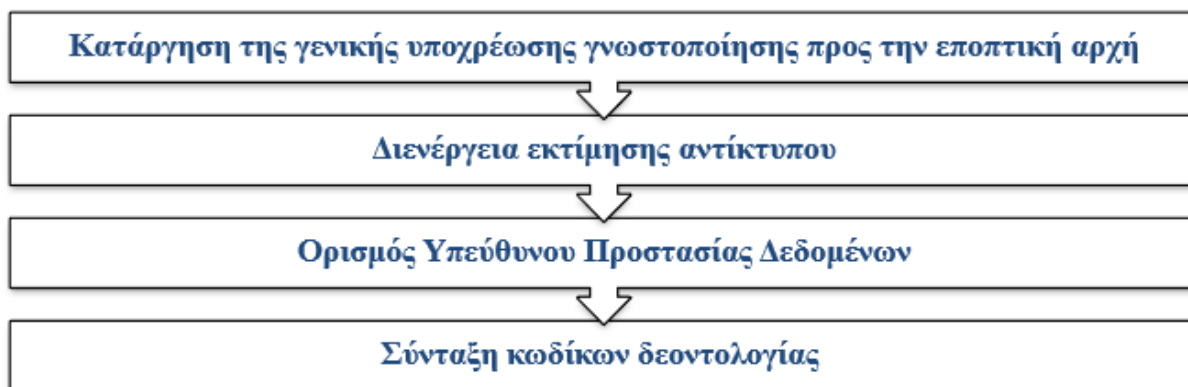 Κατάργηση της γενικής υποχρέωσης γνωστοποίησης προς την εποπτική αρχή
Διενέργεια εκτίμησης αντίκτυπου
Ορισμός Υπεύθυνου Προστασίας Δεδομένων
Σύνταξη κωδίκων δεοντολογίας